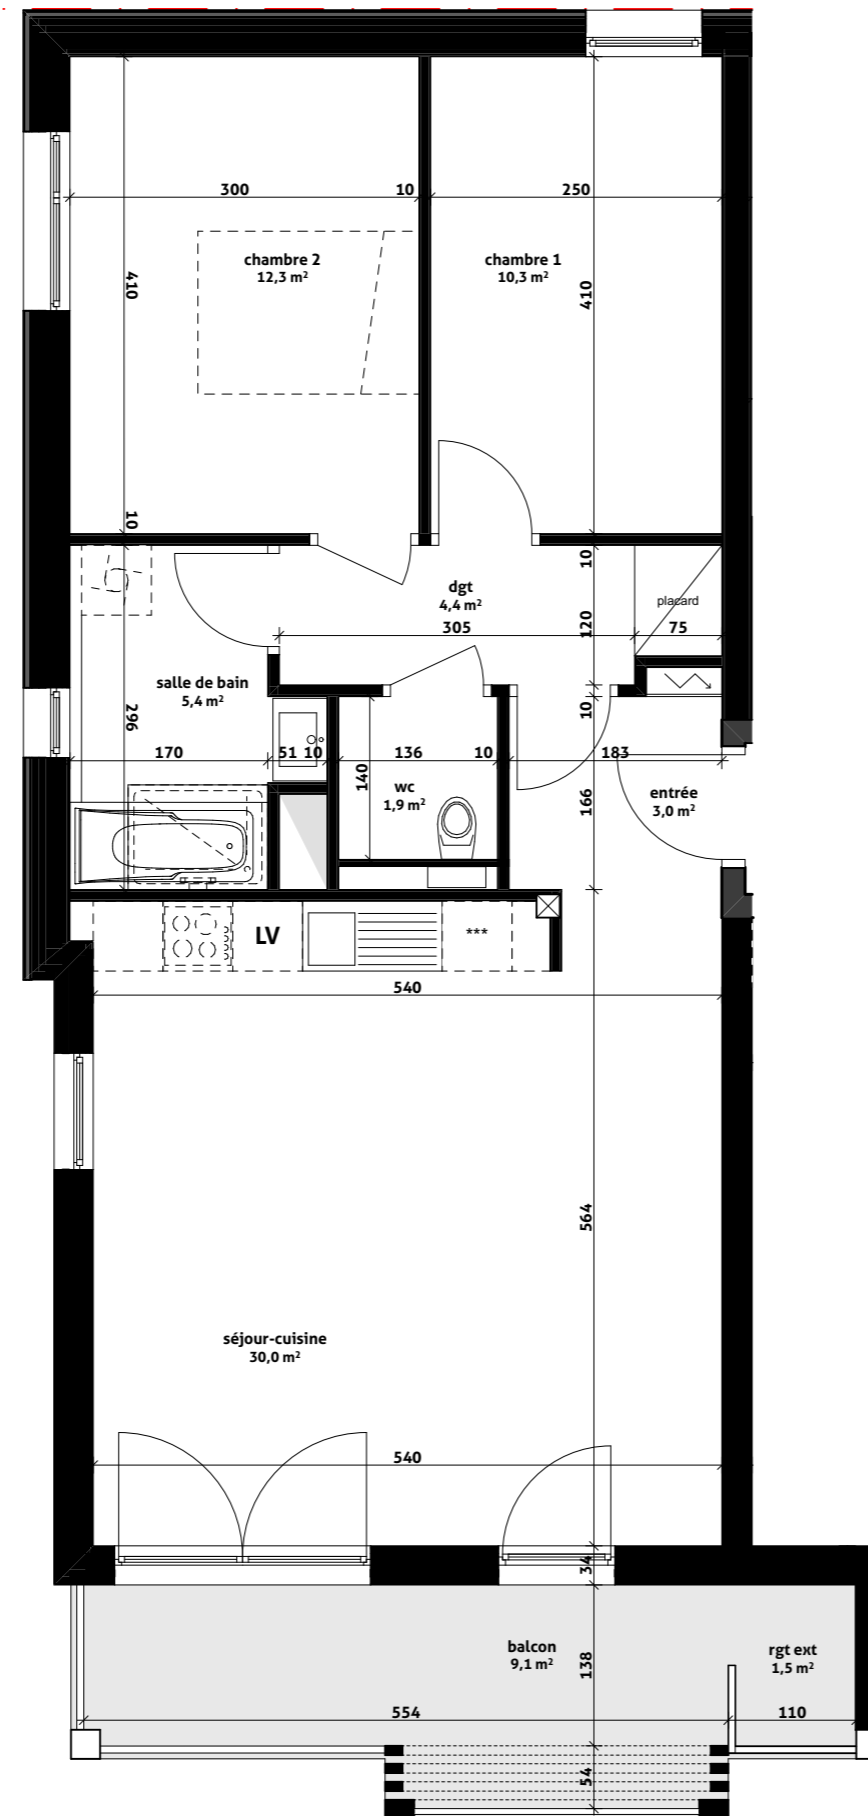 300
10
250
chambre 2
12,3 m²
chambre 1
10,3 m²
410
410
10
10
dgt
4,4 m²
placard
120
305
75
salle de bain
5,4 m²
296
10
170
51
10
136
10
183
140
wc
1,9 m²
166
entrée
3,0 m²
LV
***
540
564
séjour-cuisine
30,0 m²
540
34
balcon
9,1 m²
138
rgt ext
1,5 m²
554
110
54